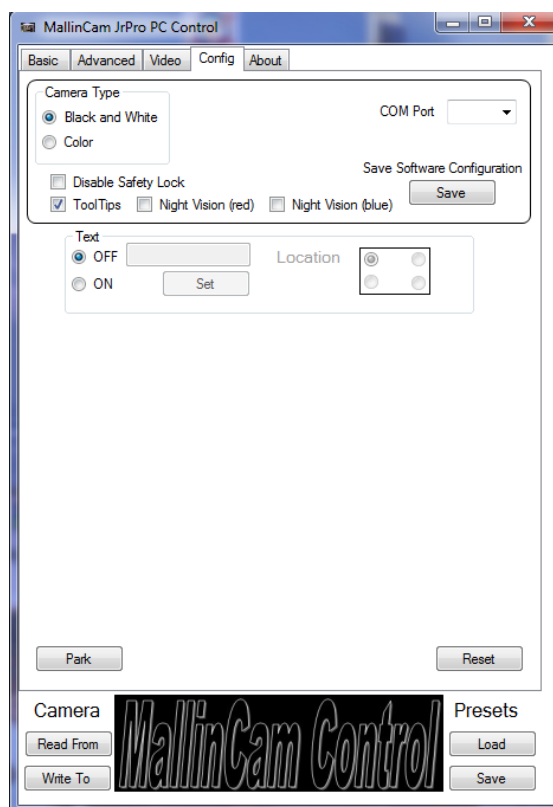 MallinCam JrPro PC Control
Basic Advanced Video Config About
Camera Type
Black and White
COM Port
Color
Save Software Configuration
Disable Safety Lock
Save
ToolTips Night Vision (red) Night Vision (blue)
Text
OFF Location
ON Set
Park Reset
Camera MallinCam Control Presets
Read From Load
Write To Save